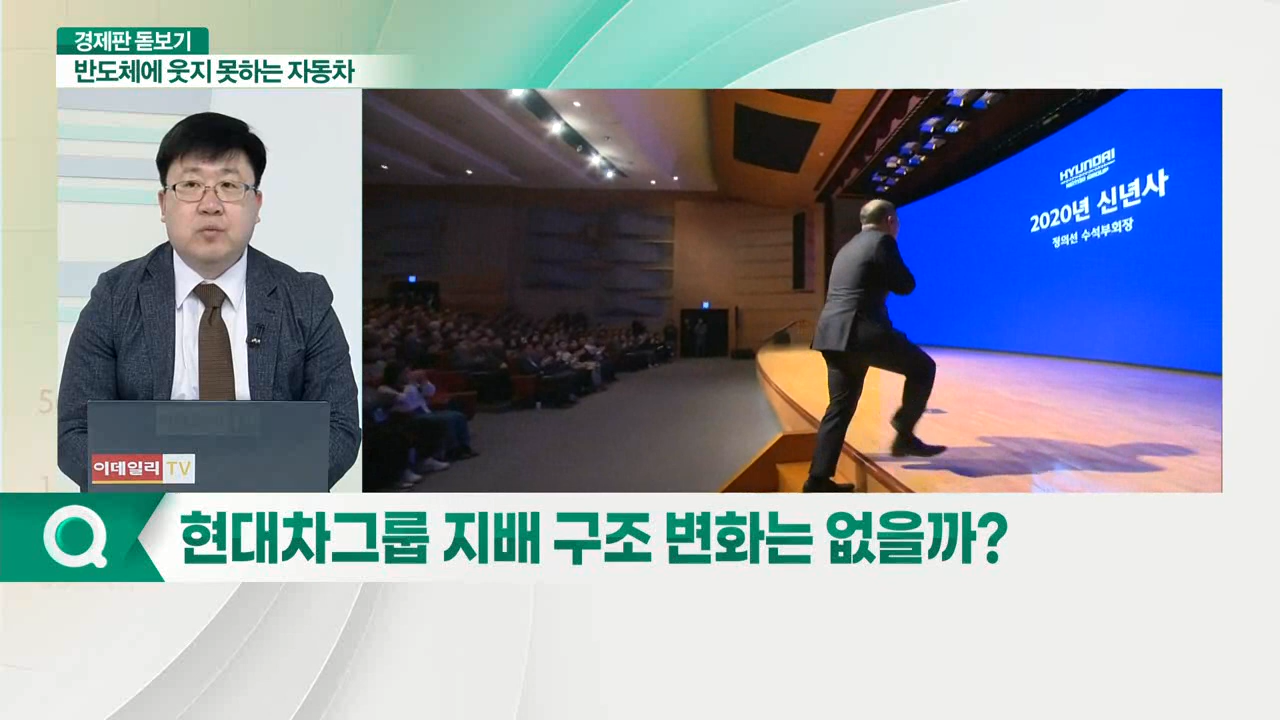 경제판 돋보기
반도체에 웃지 못하는 자동차
HYUNDAI
MOTOR GROUP
2020년 신년사
정의선 수석부회장
이데일리 TV
현대차그룹 지배 구조 변화는 없을까?